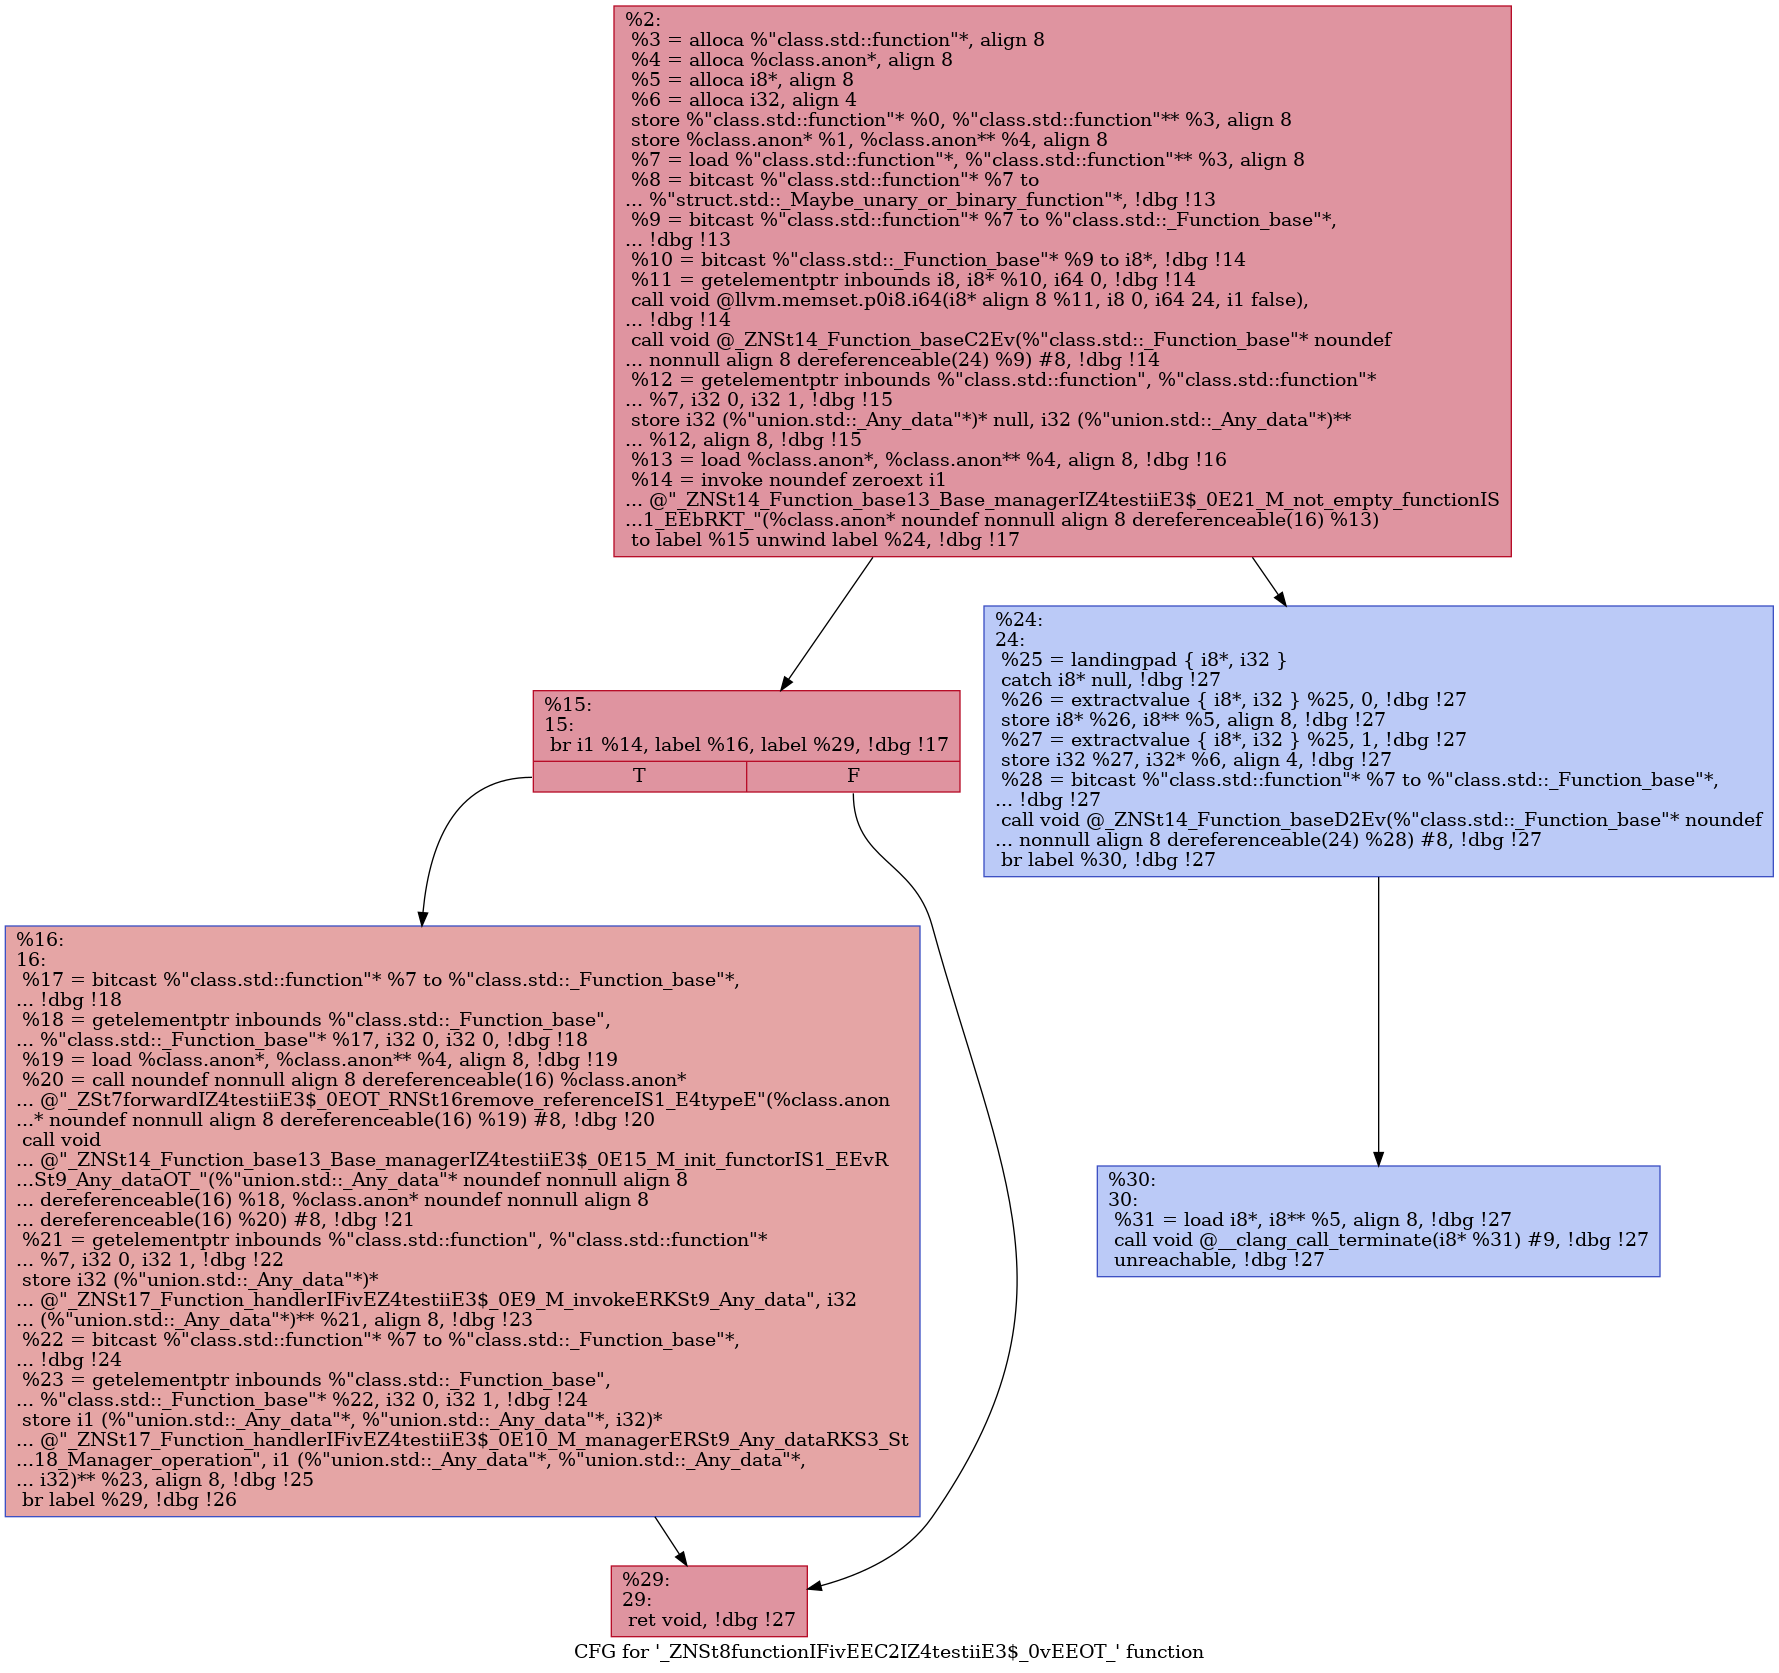 %2:
%3 = alloca %"class.std::function"*, align 8
%4 = alloca %class.anon*, align 8
%5 = alloca i8*, align 8
%6 = alloca i32, align 4
store %"class.std::function"* %0, %"class.std::function"** %3, align 8
store %class.anon* %1, %class.anon** %4, align 8
%7 = load %"class.std::function"*, %"class.std::function"** %3, align 8
%8 = bitcast %"class.std::function"* %7 to
... %"struct.std::_Maybe_unary_or_binary_function"*, !dbg !13
%9 = bitcast %"class.std::function"* %7 to %"class.std::_Function_base"*,
... !dbg !13
%10 = bitcast %"class.std::_Function_base"* %9 to i8*, !dbg !14
%11 = getelementptr inbounds i8, i8* %10, i64 0, !dbg !14
call void @llvm.memset.p0i8.i64(i8* align 8 %11, i8 0, i64 24, i1 false),
... !dbg !14
call void @_ZNSt14_Function_baseC2Ev(%"class.std::_Function_base"* noundef
... nonnull align 8 dereferenceable(24) %9) #8, !dbg !14
%12 = getelementptr inbounds %"class.std::function", %"class.std::function"*
... %7, i32 0, i32 1, !dbg !15
store i32 (%"union.std::_Any_data"*)* null, i32 (%"union.std::_Any_data"*)**
... %12, align 8, !dbg !15
%13 = load %class.anon*, %class.anon** %4, align 8, !dbg !16
%14 = invoke noundef zeroext i1
... @"_ZNSt14_Function_base13_Base_managerIZ4testiiE3$_0E21_M_not_empty_functionIS
...1_EEbRKT_"(%class.anon* noundef nonnull align 8 dereferenceable(16) %13)
to label %15 unwind label %24, !dbg !17
%15:
15:
br i1 %14, label %16, label %29, !dbg !17
T F
%24:
24:
%25 = landingpad { i8*, i32 }
catch i8* null, !dbg !27
%26 = extractvalue { i8*, i32 } %25, 0, !dbg !27
store i8* %26, i8** %5, align 8, !dbg !27
%27 = extractvalue { i8*, i32 } %25, 1, !dbg !27
store i32 %27, i32* %6, align 4, !dbg !27
%28 = bitcast %"class.std::function"* %7 to %"class.std::_Function_base"*,
... !dbg !27
call void @_ZNSt14_Function_baseD2Ev(%"class.std::_Function_base"* noundef
... nonnull align 8 dereferenceable(24) %28) #8, !dbg !27
br label %30, !dbg !27
%16:
16:
%17 = bitcast %"class.std::function"* %7 to %"class.std::_Function_base"*,
... !dbg !18
%18 = getelementptr inbounds %"class.std::_Function_base",
... %"class.std::_Function_base"* %17, i32 0, i32 0, !dbg !18
%19 = load %class.anon*, %class.anon** %4, align 8, !dbg !19
%20 = call noundef nonnull align 8 dereferenceable(16) %class.anon*
... @"_ZSt7forwardIZ4testiiE3$_0EOT_RNSt16remove_referenceIS1_E4typeE"(%class.anon
...* noundef nonnull align 8 dereferenceable(16) %19) #8, !dbg !20
call void
... @"_ZNSt14_Function_base13_Base_managerIZ4testiiE3$_0E15_M_init_functorIS1_EEvR
...St9_Any_dataOT_"(%"union.std::_Any_data"* noundef nonnull align 8
... dereferenceable(16) %18, %class.anon* noundef nonnull align 8
... dereferenceable(16) %20) #8, !dbg !21
%21 = getelementptr inbounds %"class.std::function", %"class.std::function"*
... %7, i32 0, i32 1, !dbg !22
store i32 (%"union.std::_Any_data"*)*
... @"_ZNSt17_Function_handlerIFivEZ4testiiE3$_0E9_M_invokeERKSt9_Any_data", i32
... (%"union.std::_Any_data"*)** %21, align 8, !dbg !23
%22 = bitcast %"class.std::function"* %7 to %"class.std::_Function_base"*,
... !dbg !24
%23 = getelementptr inbounds %"class.std::_Function_base",
... %"class.std::_Function_base"* %22, i32 0, i32 1, !dbg !24
store i1 (%"union.std::_Any_data"*, %"union.std::_Any_data"*, i32)*
... @"_ZNSt17_Function_handlerIFivEZ4testiiE3$_0E10_M_managerERSt9_Any_dataRKS3_St
...18_Manager_operation", i1 (%"union.std::_Any_data"*, %"union.std::_Any_data"*,
... i32)** %23, align 8, !dbg !25
br label %29, !dbg !26
%30:
30:
%31 = load i8*, i8** %5, align 8, !dbg !27
call void @__clang_call_terminate(i8* %31) #9, !dbg !27
unreachable, !dbg !27
%29:
29:
ret void, !dbg !27
CFG for '_ZNSt8functionIFivEEC2IZ4testiiE3$_0vEEOT_' function